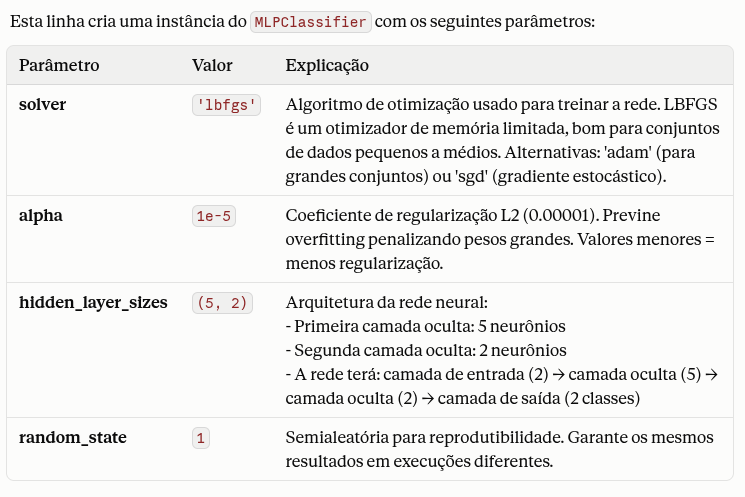 Esta linha cria uma instância do MLPClassifier com os seguintes parâmetros:
Parâmetro Valor Explicação
solver 'lbfgs' Algoritmo de otimização usado para treinar a rede. LBFGS
é um otimizador de memória limitada, bom para conjuntos
de dados pequenos a médios. Alternativas: 'adam' (para
grandes conjuntos) ou 'sgd' (gradiente estocástico).
alpha 1e-5 Coeficiente de regularização L2 (0.00001). Previne
overfitting penalizando pesos grandes. Valores menores =
menos regularização.
hidden_layer_sizes (5, 2) Arquitetura da rede neural:
- Primeira camada oculta: 5 neurônios
- Segunda camada oculta: 2 neurônios
- A rede terá: camada de entrada (2) → camada oculta (5) →
camada oculta (2) → camada de saída (2 classes)
random_state 1 Semialeatória para reprodutibilidade. Garante os mesmos
resultados em execuções diferentes.